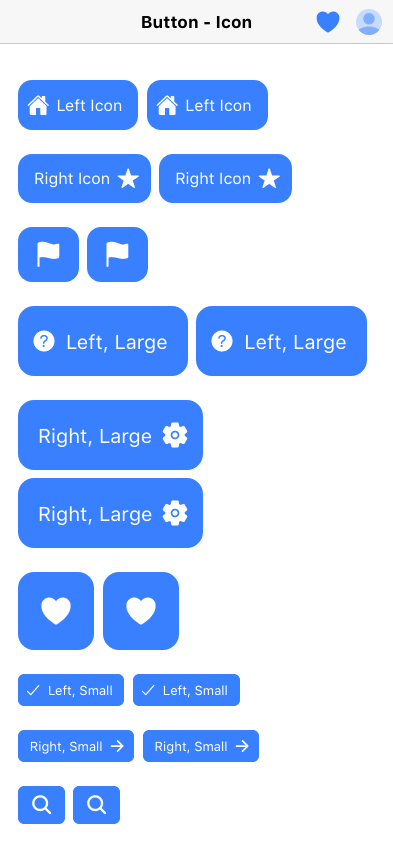 Button - Icon
Left Icon Left Icon
Right Icon Right Icon
? Left, Large ? Left, Large
Right, Large
Right, Large
Left, Small Left, Small
Right, Small Right, Small